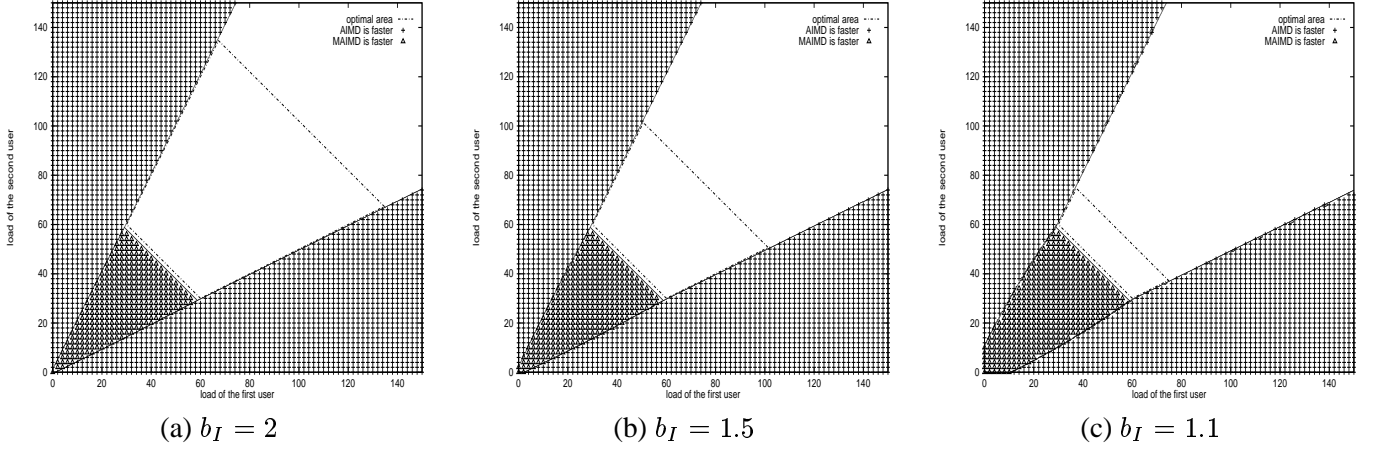 140
120
100
80
60
40
20
0
0 20 40 60 80 100 120 140
load of the second user
load of the first user
optimal area
AIMD is faster
MAIMD is faster
(a) b_I = 2
140
120
100
80
60
40
20
0
0 20 40 60 80 100 120 140
load of the second user
load of the first user
optimal area
AIMD is faster
MAIMD is faster
(b) b_I = 1.5
140
120
100
80
60
40
20
0
0 20 40 60 80 100 120 140
load of the second user
load of the first user
optimal area
AIMD is faster
MAIMD is faster
(c) b_I = 1.1